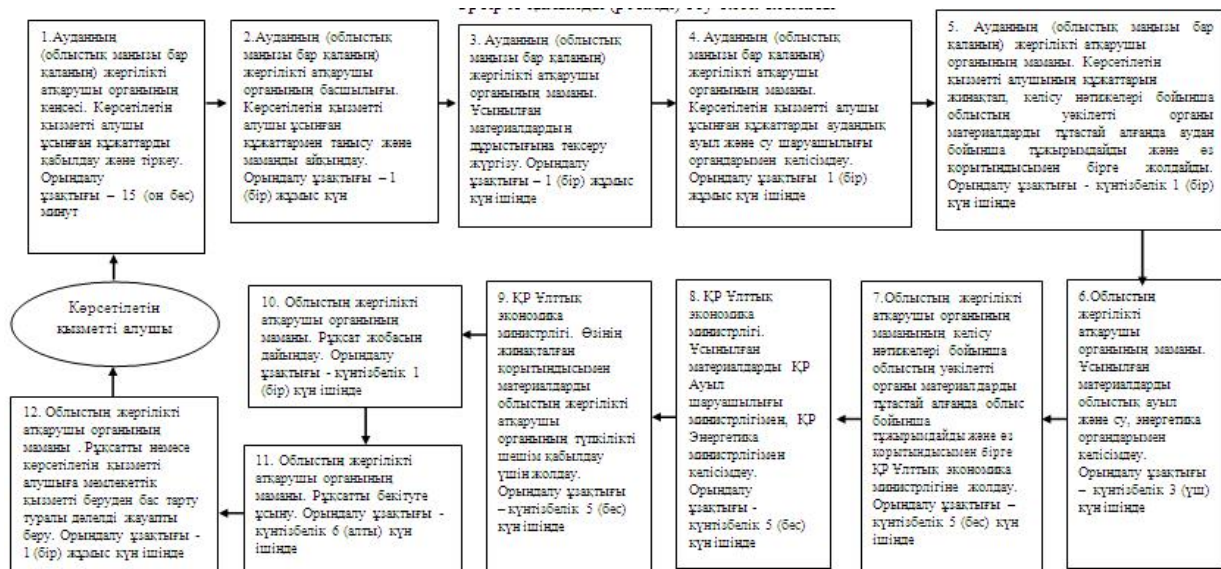 1.Ауданның
(облыстық маңызы бар
қаланың) жергілікті
атқарушы органының
кеңсесі. Көрсетілетін
қызметті алушы
ұсынған құжаттарды
қабылдау және тіркеу.
Орындалу
ұзақтығы – 15 (он бес)
минут
2.Ауданның (облыстық
маңызы бар қаланың)
жергілікті атқарушы
органының басшылығы.
Көрсетілетін қызметті
алушы ұсынған
құжаттармен танысу және
маманды айқындау.
Орындалу ұзақтығы – 1
(бір) жұмыс күн
3. Ауданның (облыстық
маңызы бар қаланың)
жергілікті атқарушы
органының маманы.
Ұсынылған
материалдардың
дұрыстығына тексеру
жүргізу. Орындалу
ұзақтығы – 1 (бір) жұмыс
күн ішінде
4. Ауданның (облыстық
маңызы бар қаланың)
жергілікті атқарушы
органының маманы.
Көрсетілетін қызметті алушы
ұсынған құжаттарды аудандық
ауыл және су шаруашылығы
органдарымен келісімдеу.
Орындалу ұзақтығы 1 (бір)
жұмыс күн ішінде
5. Ауданның (облыстық маңызы бар
қаланың) жергілікті атқарушы
органының маманы. Көрсетілетін
қызметті алушының құжаттарын
жинақтап, келісу нәтижелері бойынша
облыстың уәкілетті органы
материалдарды тұтастай алғанда аудан
бойынша тұжырымдайды және өз
қорытындысымен бірге жолдайды.
Орындалу ұзақтығы - күнтізбелік 1 (бір)
күн ішінде
Көрсетілетін
қызметті алушы
6.Облыстың
жергілікті
атқарушы
органының маманы.
Ұсынылған
материалдарды
облыстық ауыл
және су, энергетика
органдарымен
келісімдеу.
Орындалу ұзақтығы
– күнтізбелік 3 (үш)
7.Облыстың жергілікті
атқарушы органының
маманының келісу
нәтижелері бойынша
облыстың уәкілетті
органы материалдарды
тұтастай алғанда облыс
бойынша
тұжырымдайды және өз
қорытындысымен бірге
ҚР Ұлттық экономика
министрлігіне жолдау.
Орындалу ұзақтығы –
күнтізбелік 5 (бес) күн
ішінде
8. ҚР Ұлттық
экономика
министрлігі.
Ұсынылған
материалдарды ҚР
Ауыл
шаруашылығы
министрлігімен, ҚР
Энергетика
министрлігімен
келісімдеу.
Орындалу
ұзақтығы -
күнтізбелік 5 (бес)
күн ішінде
9. ҚР Ұлттық
экономика
министрлігі. Өзінің
жинақталған
қорытындысымен
материалдарды
облыстың жергілікті
атқарушы
органының түпкілікті
шешім қабылдау
үшін жолдау.
Орындалу ұзақтығы
– күнтізбелік 5 (бес)
күн ішінде
10. Облыстың жергілікті
атқарушы органының
маманы. Рұқсат жобасын
дайындау. Орындалу
ұзақтығы - күнтізбелік 1
(бір) күн ішінде
11. Облыстың жергілікті
атқарушы органының
маманы. Рұқсатты бекітуге
ұсыну. Орындалу ұзақтығы -
күнтізбелік 6 (алты) күн
ішінде
12. Облыстың жергілікті
атқарушы органының
маманы . Рұқсатты немесе
көрсетілетін қызметті
алушыға мемлекеттік
қызметті беруден бас тарту
туралы дәлелді жауапты
беру. Орындалу ұзақтығы -
1 (бір) жұмыс күн ішінде